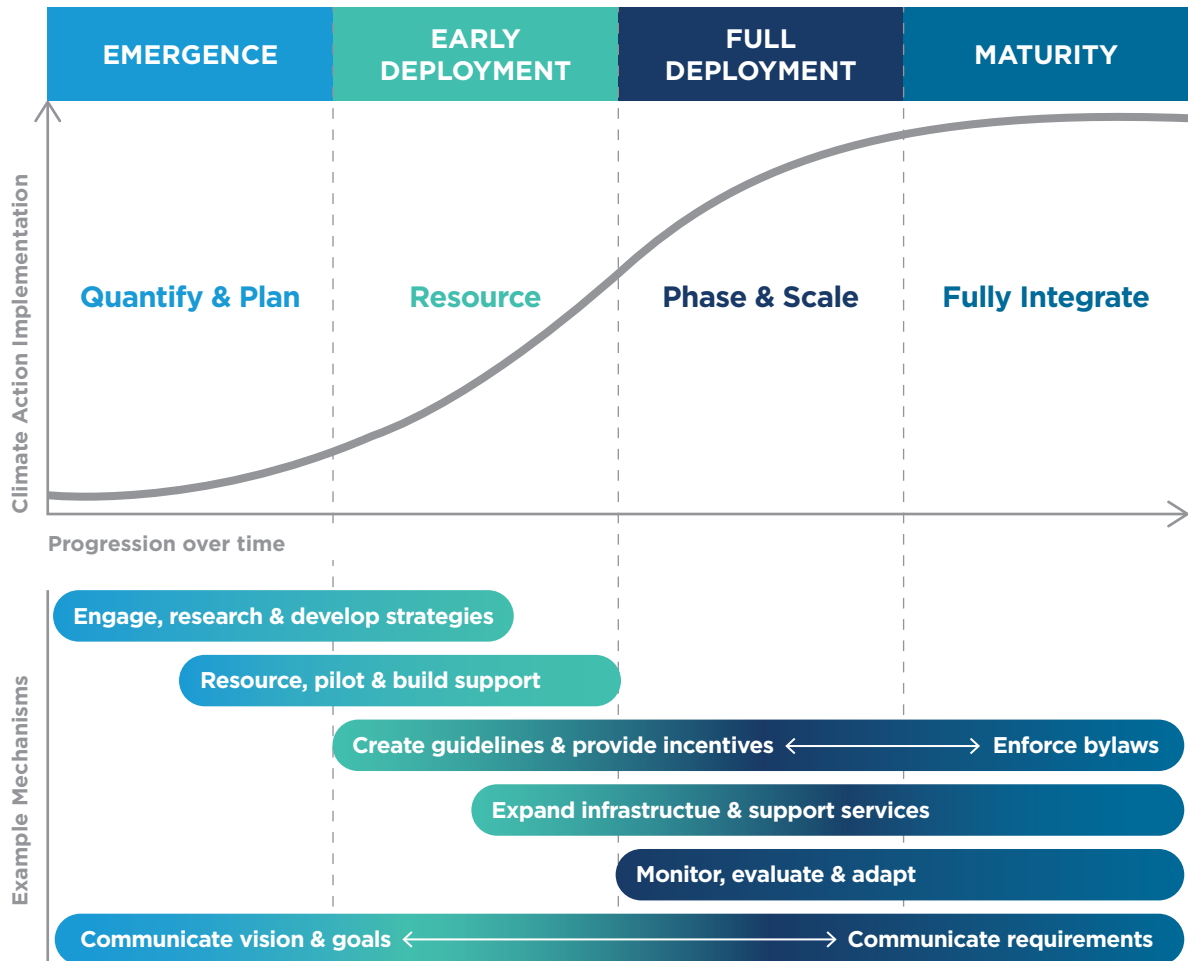 EMERGENCE
EARLY
DEPLOYMENT
FULL
DEPLOYMENT
MATURITY
Climate Action Implementation
Quantify & Plan
Resource
Phase & Scale
Fully Integrate
Progression over time
Example Mechanisms
Engage, research & develop strategies
Resource, pilot & build support
Create guidelines & provide incentives
Enforce bylaws
Expand infrastructue & support services
Monitor, evaluate & adapt
Communicate vision & goals
Communicate requirements